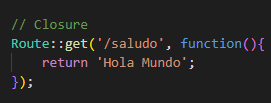 // Closure
Route::get('/saludo', function(){
    return 'Hola Mundo';
});